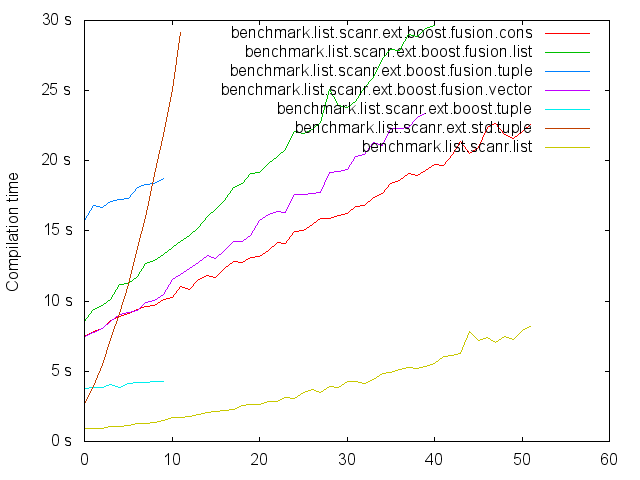 30 s
25 s
20 s
15 s
10 s
5 s
0 s
Compilation time
benchmark.list.scanr.ext.boost.fusion.cons
benchmark.list.scanr.ext.boost.fusion.list
benchmark.list.scanr.ext.boost.fusion.tuple
benchmark.list.scanr.ext.boost.fusion.vector
benchmark.list.scanr.ext.boost.tuple
benchmark.list.scanr.ext.std.tuple
benchmark.list.scanr.list
0 10 20 30 40 50 60